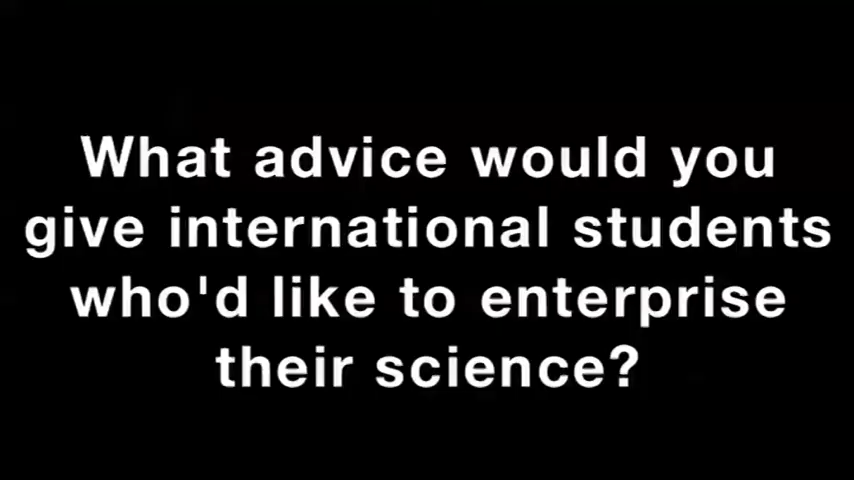 What advice would you
give international students
who'd like to enterprise
their science?